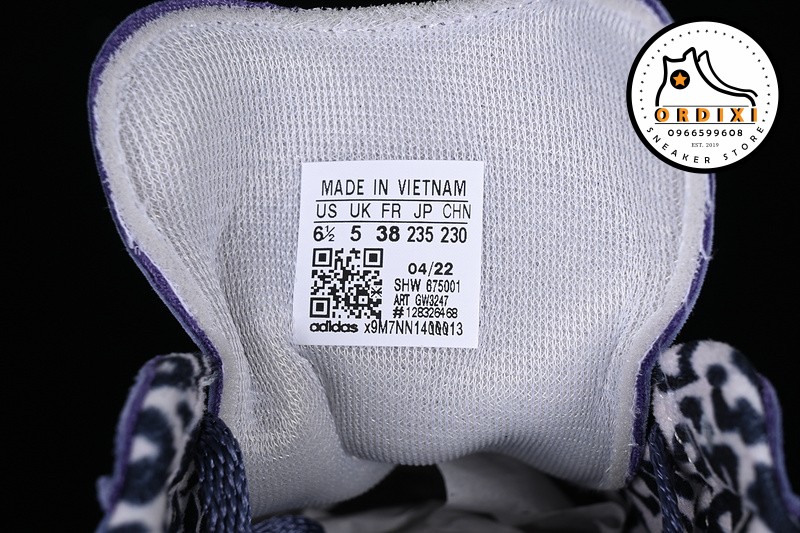 MADE IN VIETNAM
US UK FR JP CHN
6½ 5 38 235 230
04/22
SHW 675001
ART GW3247
#128326468
adidas x9M7NN1400013
ORDIXI
0966599608
EST. 2019
SNEAKER STORE